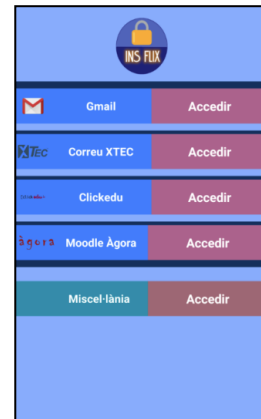 INS FLIX
Gmail Accedir
XTEC Correu XTEC Accedir
Clickedu Accedir
àgora Moodle Àgora Accedir
Miscel·lània Accedir